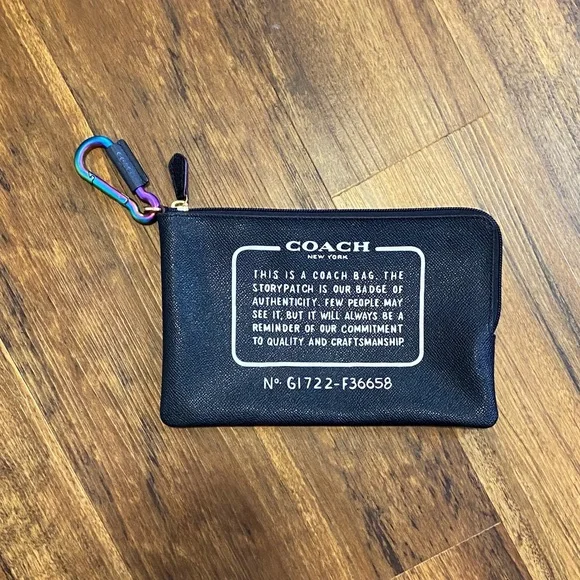 COACH
NEW YORK
THIS IS A COACH BAG. THE
STORYPATCH IS OUR BADGE OF
AUTHENTICITY. FEW PEOPLE MAY
SEE IT, BUT IT WILL ALWAYS BE A
REMINDER OF OUR COMMITMENT
TO QUALITY AND CRAFTSMANSHIP.
Nº G1722-F36658